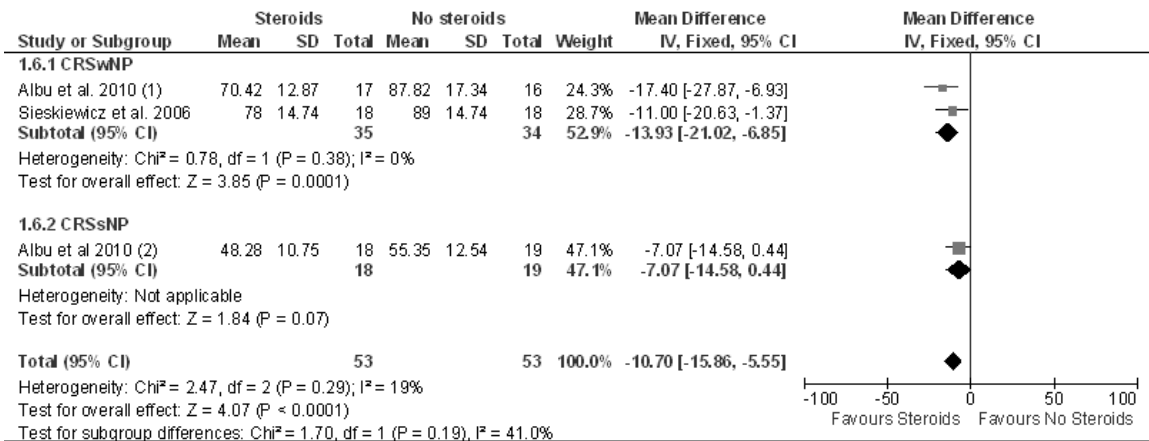 Steroids No steroids Mean Difference Mean Difference
Study or Subgroup Mean SD Total Mean SD Total Weight IV, Fixed, 95% CI IV, Fixed, 95% CI
1.6.1 CRSwNP
Albu et al. 2010 (1) 70.42 12.87 17 87.82 17.34 16 24.3% -17.40 [-27.87, -6.93]
Sieskiewicz et al. 2006 78 14.74 18 89 14.74 18 28.7% -11.00 [-20.63, -1.37]
Subtotal (95% CI) 35 34 52.9% -13.93 [-21.02, -6.85]
Heterogeneity: Chi² = 0.78, df = 1 (P = 0.38); I² = 0%
Test for overall effect: Z = 3.85 (P = 0.0001)
1.6.2 CRSsNP
Albu et al 2010 (2) 48.28 10.75 18 55.35 12.54 19 47.1% -7.07 [-14.58, 0.44]
Subtotal (95% CI) 18 19 47.1% -7.07 [-14.58, 0.44]
Heterogeneity: Not applicable
Test for overall effect: Z = 1.84 (P = 0.07)
Total (95% CI) 53 53 100.0% -10.70 [-15.86, -5.55]
Heterogeneity: Chi² = 2.47, df = 2 (P = 0.29); I² = 19%
Test for overall effect: Z = 4.07 (P < 0.0001)
Test for subgroup differences: Chi² = 1.70, df = 1 (P = 0.19), I² = 41.0%
-100 -50 0 50 100
Favours Steroids Favours No Steroids